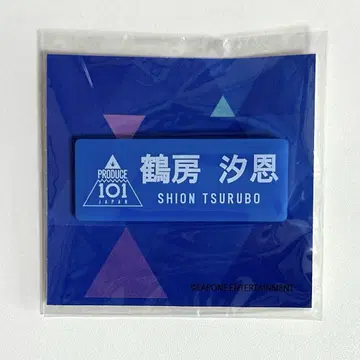 PRODUCE
101
JAPAN
鶴房 汐恩
SHION TSURUBO